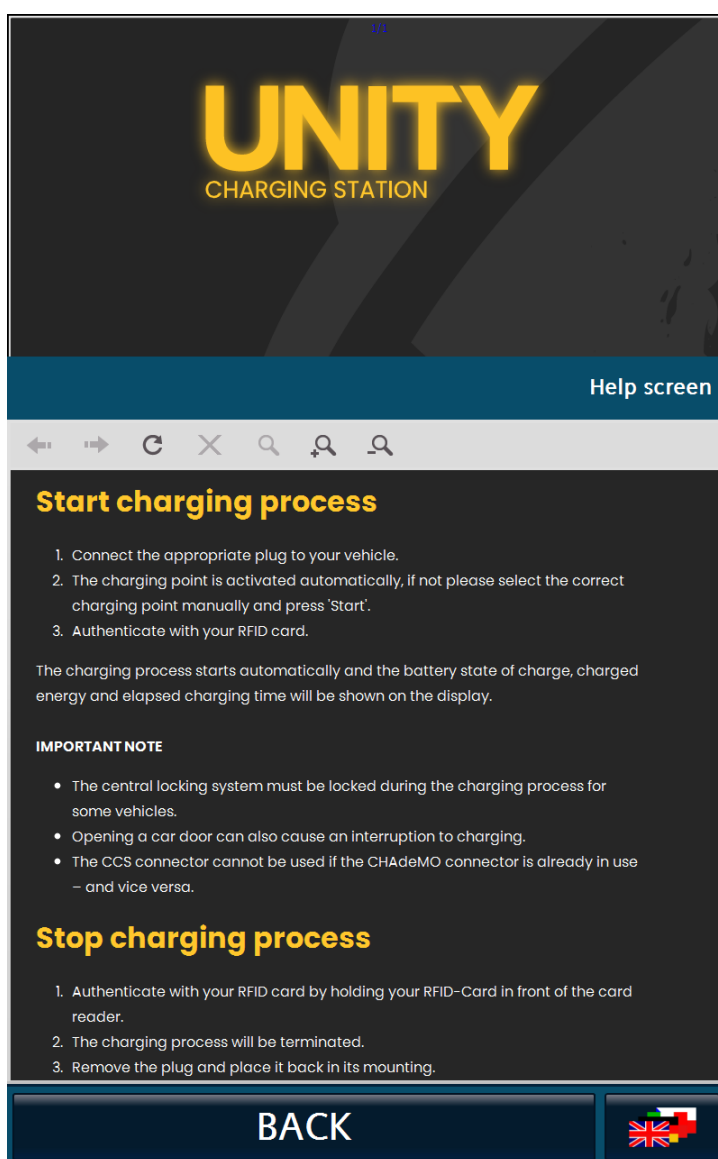 1/1
UNITY
CHARGING STATION
Help screen
Start charging process
1. Connect the appropriate plug to your vehicle.
2. The charging point is activated automatically, if not please select the correct
charging point manually and press 'Start'.
3. Authenticate with your RFID card.
The charging process starts automatically and the battery state of charge, charged
energy and elapsed charging time will be shown on the display.
IMPORTANT NOTE
• The central locking system must be locked during the charging process for
some vehicles.
• Opening a car door can also cause an interruption to charging.
• The CCS connector cannot be used if the CHAdeMO connector is already in use
– and vice versa.
Stop charging process
1. Authenticate with your RFID card by holding your RFID-Card in front of the card
reader.
2. The charging process will be terminated.
3. Remove the plug and place it back in its mounting.
BACK